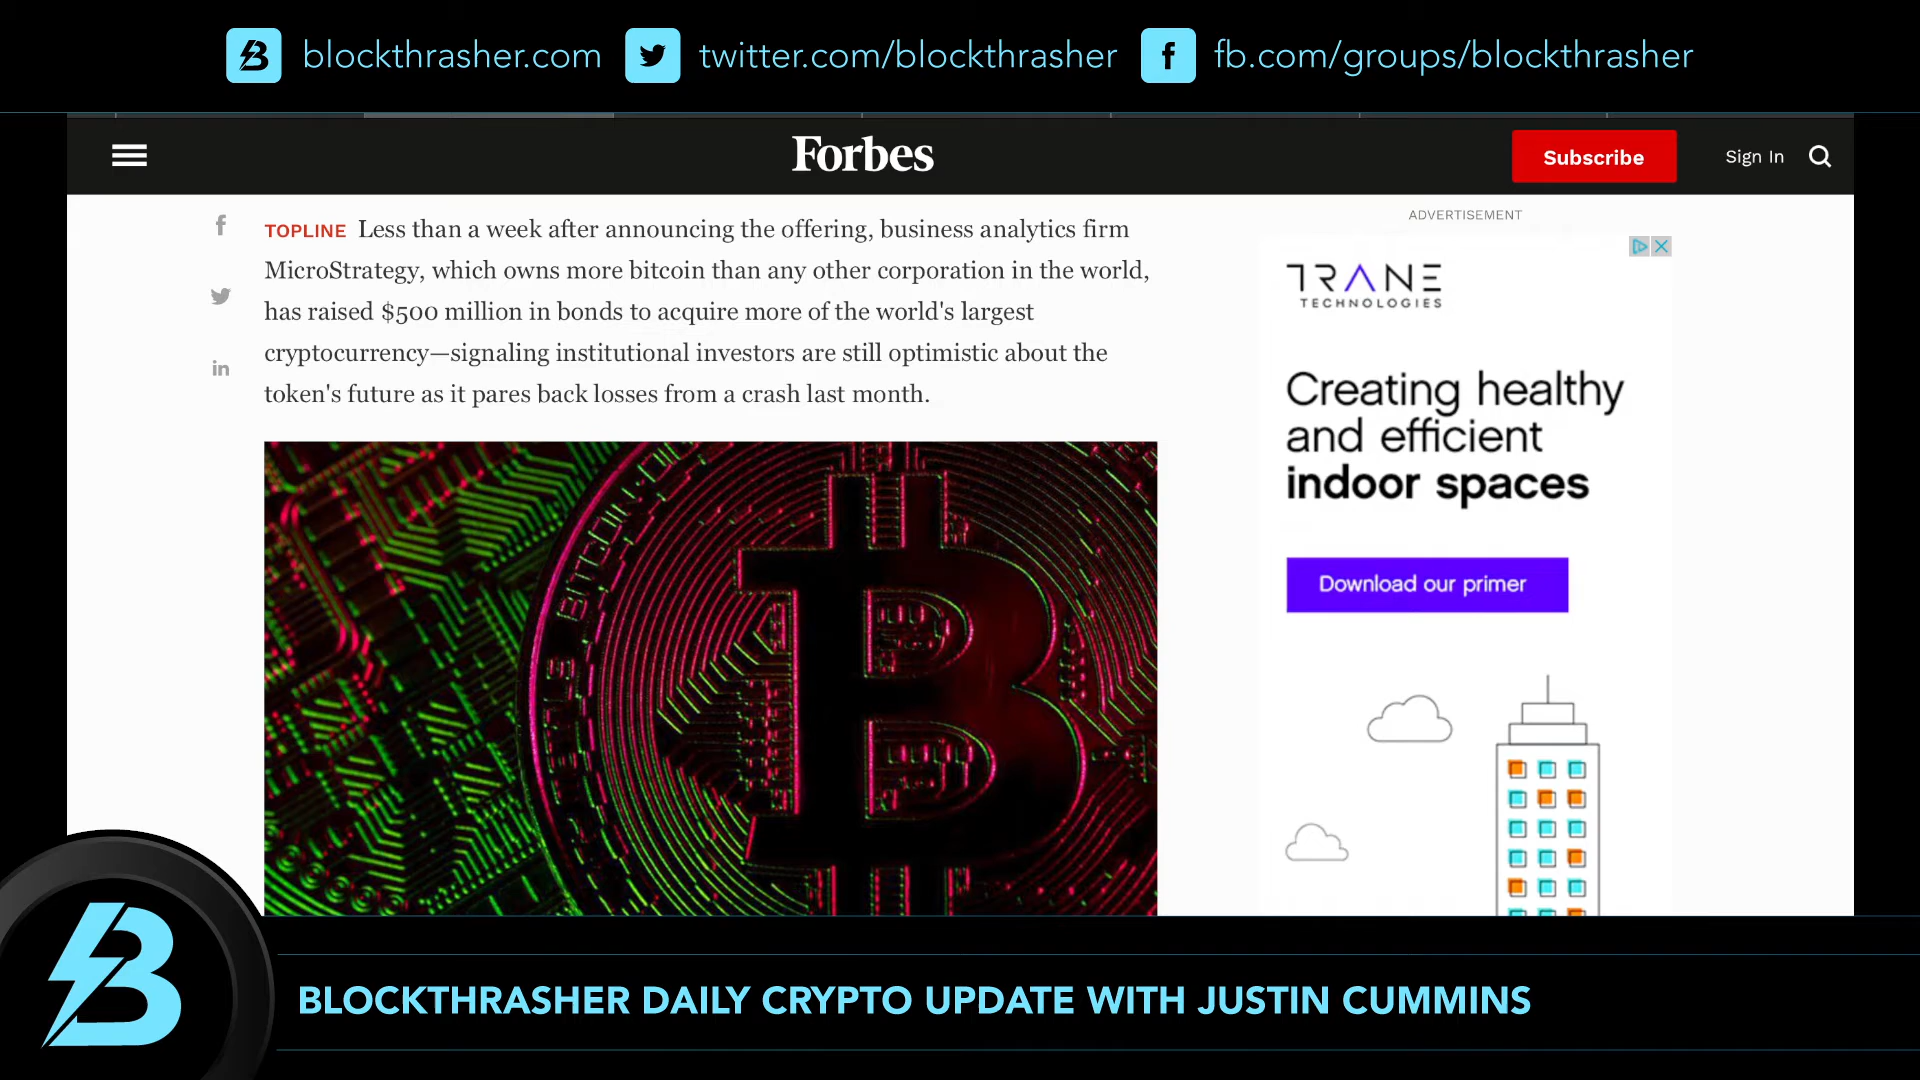 blockthrasher.com twitter.com/blockthrasher fb.com/groups/blockthrasher
Forbes
Subscribe
Sign In
TOPLINE Less than a week after announcing the offering, business analytics firm
MicroStrategy, which owns more bitcoin than any other corporation in the world,
has raised $500 million in bonds to acquire more of the world's largest
cryptocurrency—signaling institutional investors are still optimistic about the
token's future as it pares back losses from a crash last month.
ADVERTISEMENT
TRANE
TECHNOLOGIES
Creating healthy
and efficient
indoor spaces
Download our primer
BITCOIN
B
BLOCKTHRASHER DAILY CRYPTO UPDATE WITH JUSTIN CUMMINS